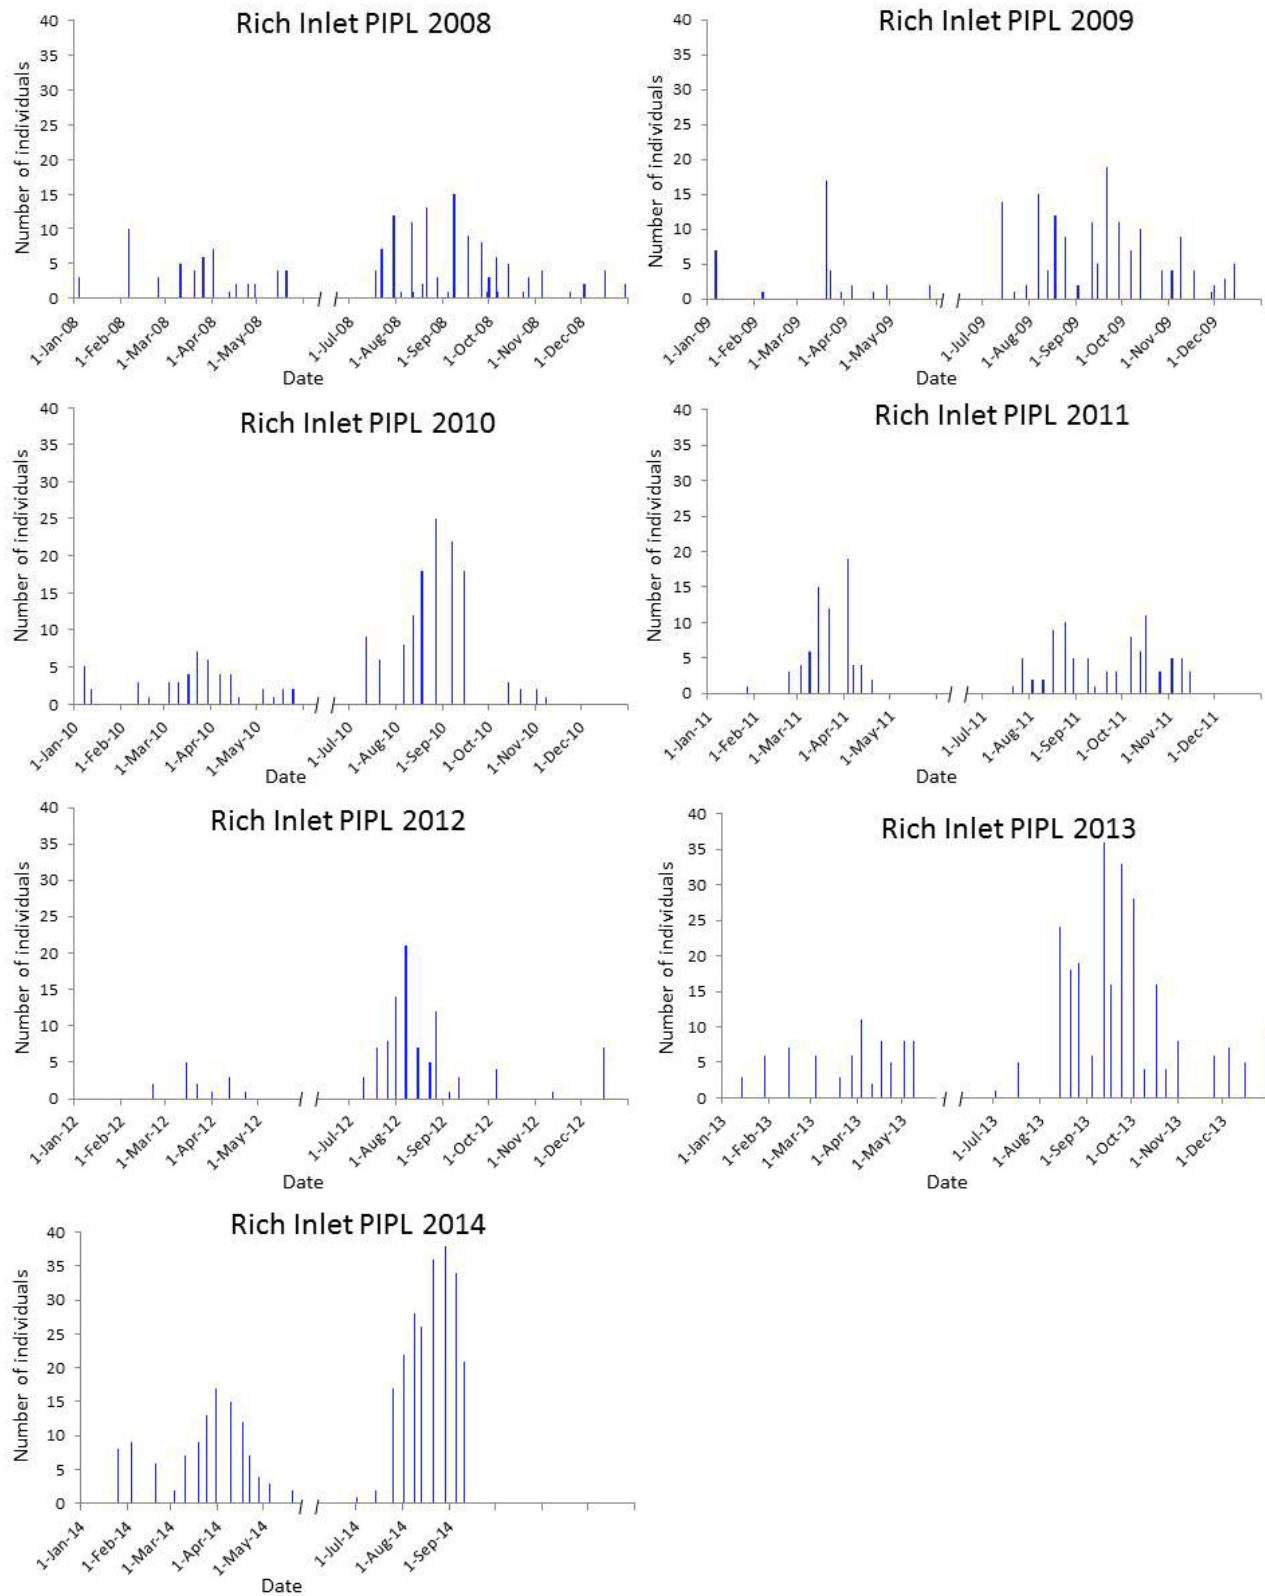 Rich Inlet PIPL 2008
Number of individuals
40
35
30
25
20
15
10
5
0
1-Jan-08
1-Feb-08
1-Mar-08
1-Apr-08
1-May-08
1-Jul-08
1-Aug-08
1-Sep-08
1-Oct-08
1-Nov-08
1-Dec-08
Date
Rich Inlet PIPL 2009
Number of individuals
40
35
30
25
20
15
10
5
0
1-Jan-09
1-Feb-09
1-Mar-09
1-Apr-09
1-May-09
1-Jul-09
1-Aug-09
1-Sep-09
1-Oct-09
1-Nov-09
1-Dec-09
Date
Rich Inlet PIPL 2010
Number of individuals
40
35
30
25
20
15
10
5
0
1-Jan-10
1-Feb-10
1-Mar-10
1-Apr-10
1-May-10
1-Jul-10
1-Aug-10
1-Sep-10
1-Oct-10
1-Nov-10
1-Dec-10
Date
Rich Inlet PIPL 2011
Number of individuals
40
35
30
25
20
15
10
5
0
1-Jan-11
1-Feb-11
1-Mar-11
1-Apr-11
1-May-11
1-Jul-11
1-Aug-11
1-Sep-11
1-Oct-11
1-Nov-11
1-Dec-11
Date
Rich Inlet PIPL 2012
Number of individuals
40
35
30
25
20
15
10
5
0
1-Jan-12
1-Feb-12
1-Mar-12
1-Apr-12
1-May-12
1-Jul-12
1-Aug-12
1-Sep-12
1-Oct-12
1-Nov-12
1-Dec-12
Date
Rich Inlet PIPL 2013
Number of individuals
40
35
30
25
20
15
10
5
0
1-Jan-13
1-Feb-13
1-Mar-13
1-Apr-13
1-May-13
1-Jul-13
1-Aug-13
1-Sep-13
1-Oct-13
1-Nov-13
1-Dec-13
Date
Rich Inlet PIPL 2014
Number of individuals
40
35
30
25
20
15
10
5
0
1-Jan-14
1-Feb-14
1-Mar-14
1-Apr-14
1-May-14
1-Jul-14
1-Aug-14
1-Sep-14
Date